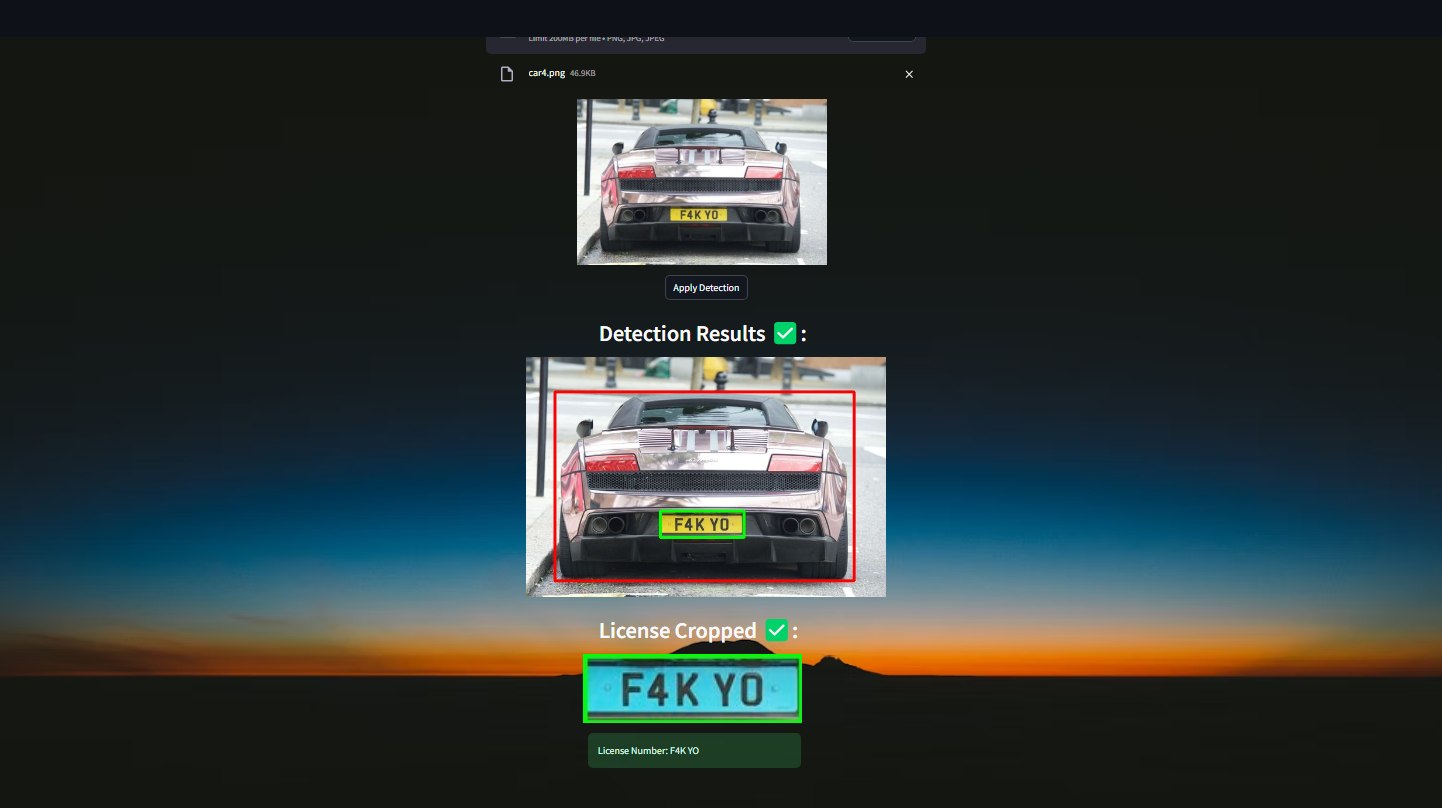 Limit 200MB per file • PNG, JPG, JPEG
car4.png 46.9KB
F4K YO
Apply Detection
Detection Results ✅ :
F4K YO
License Cropped ✅ :
F4K YO
License Number: F4K YO